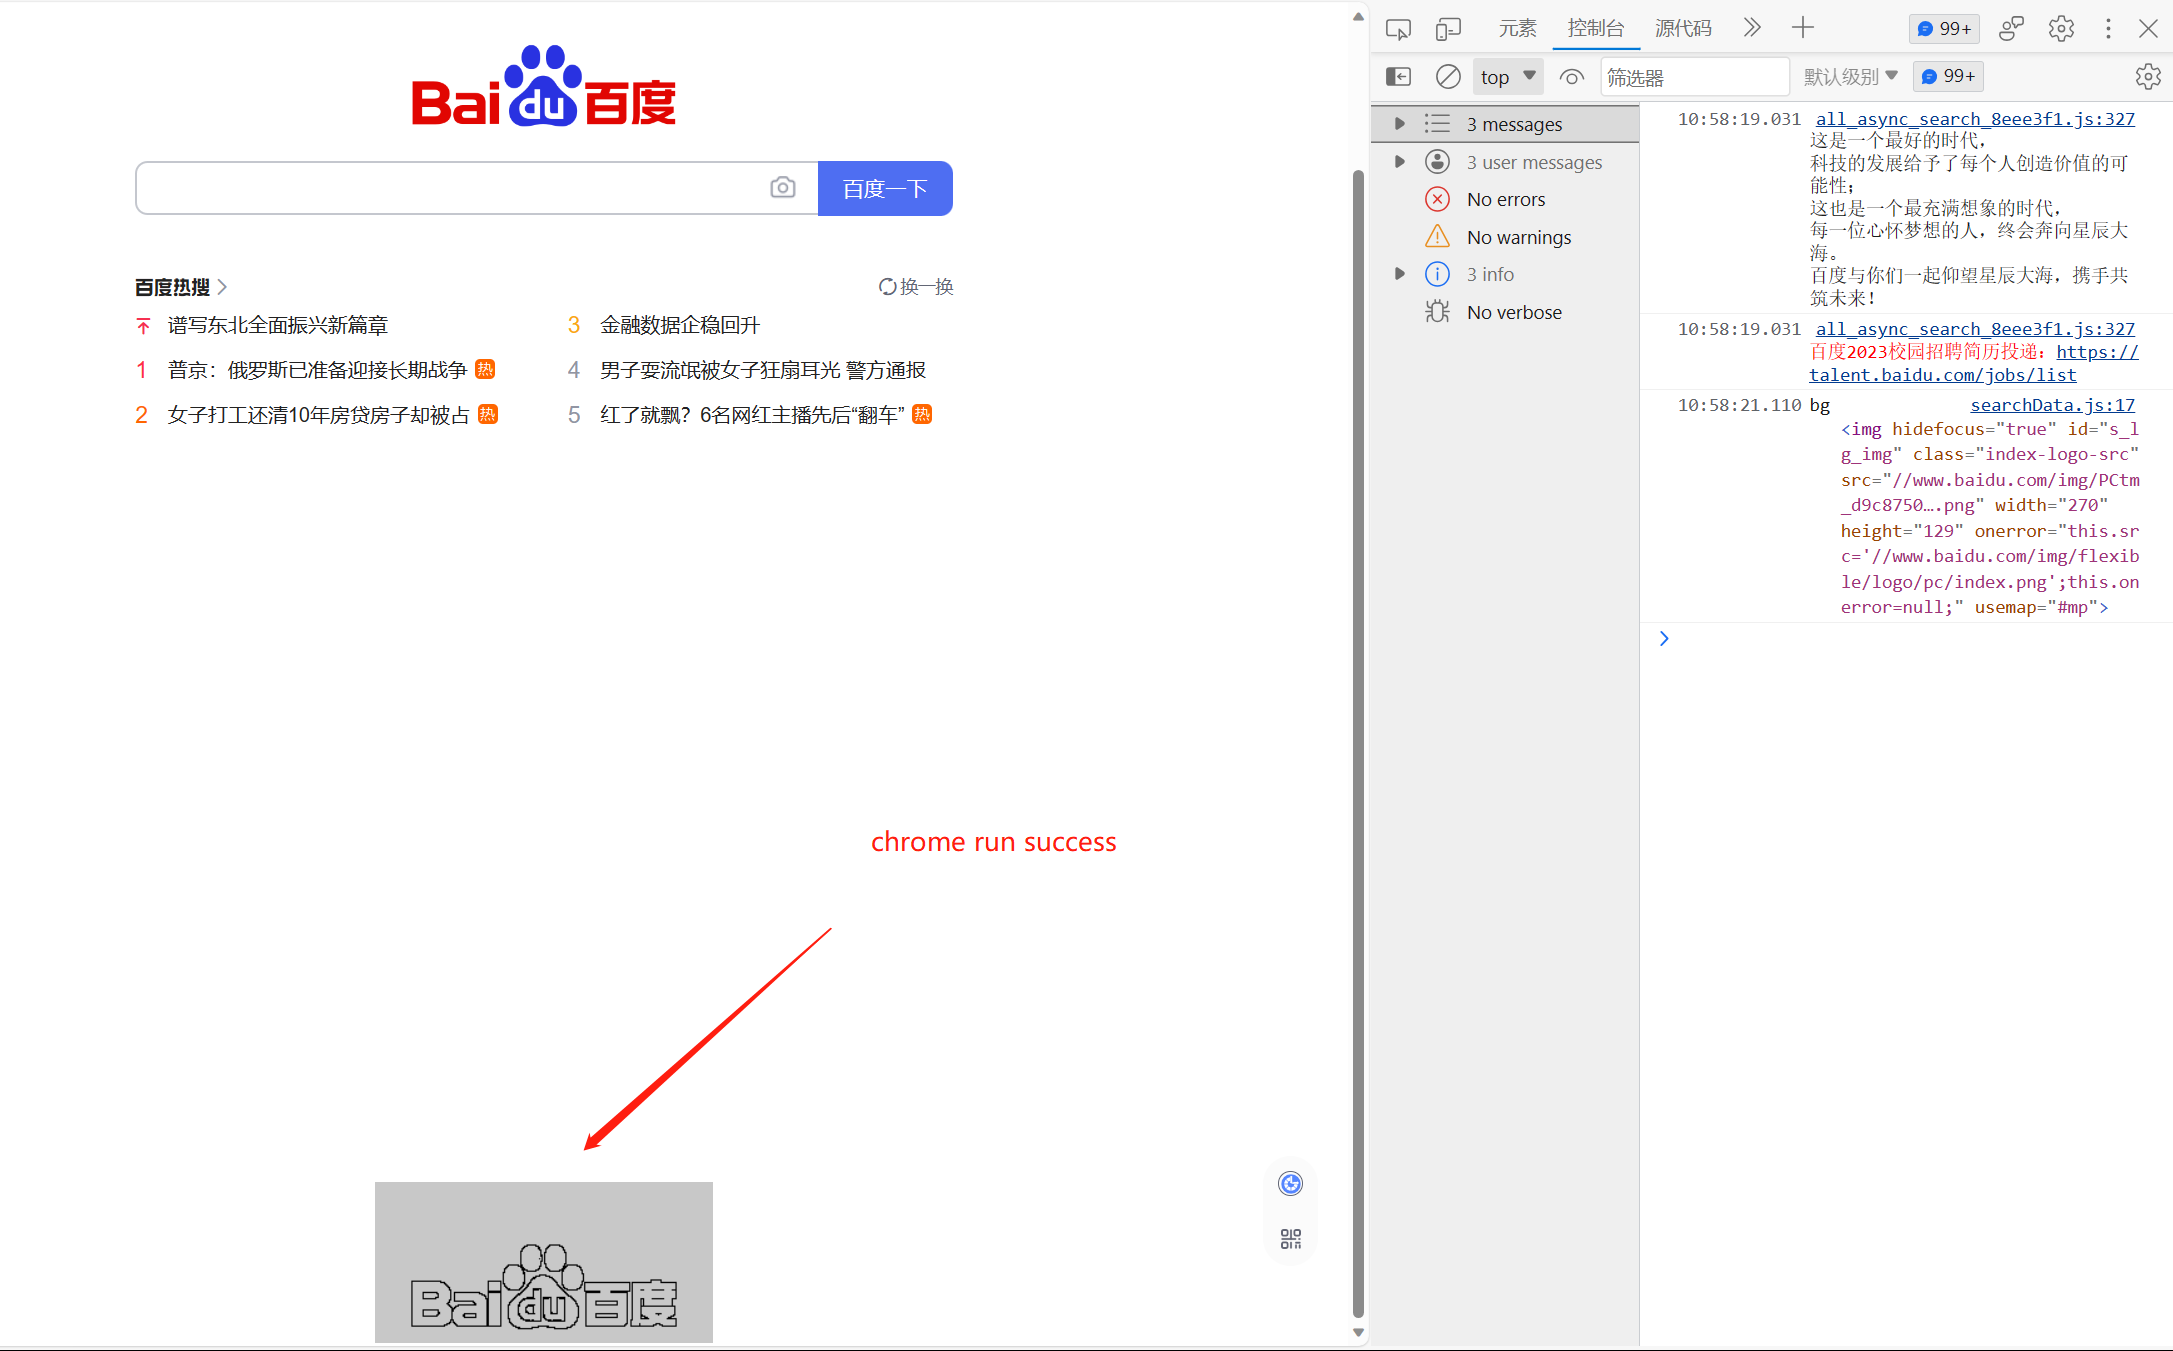 Bai du 百度
百度一下
百度热搜
换一换
谱写东北全面振兴新篇章
3 金融数据企稳回升
1 普京：俄罗斯已准备迎接长期战争 热
4 男子耍流氓被女子狂扇耳光 警方通报
2 女子打工还清10年房贷房子却被占 热
5 红了就飘？6名网红主播先后“翻车” 热
chrome run success
Bai du 百度
元素 控制台 源代码 99+
top 筛选器 默认级别 99+
3 messages
3 user messages
No errors
No warnings
3 info
No verbose
10:58:19.031 all_async_search_8eee3f1.js:327
这是一个最好的时代，
科技的发展给予了每个人创造价值的可
能性；
这也是一个最充满想象的时代，
每一位心怀梦想的人，终会奔向星辰大
海。
百度与你们一起仰望星辰大海，携手共
筑未来！
10:58:19.031 all_async_search_8eee3f1.js:327
百度2023校园招聘简历投递：https://
talent.baidu.com/jobs/list
10:58:21.110 bg searchData.js:17
<img hidefocus="true" id="s_l
g_img" class="index-logo-src"
src="//www.baidu.com/img/PCtm
_d9c8750….png" width="270"
height="129" onerror="this.sr
c='//www.baidu.com/img/flexib
le/logo/pc/index.png';this.on
error=null;" usemap="#mp">